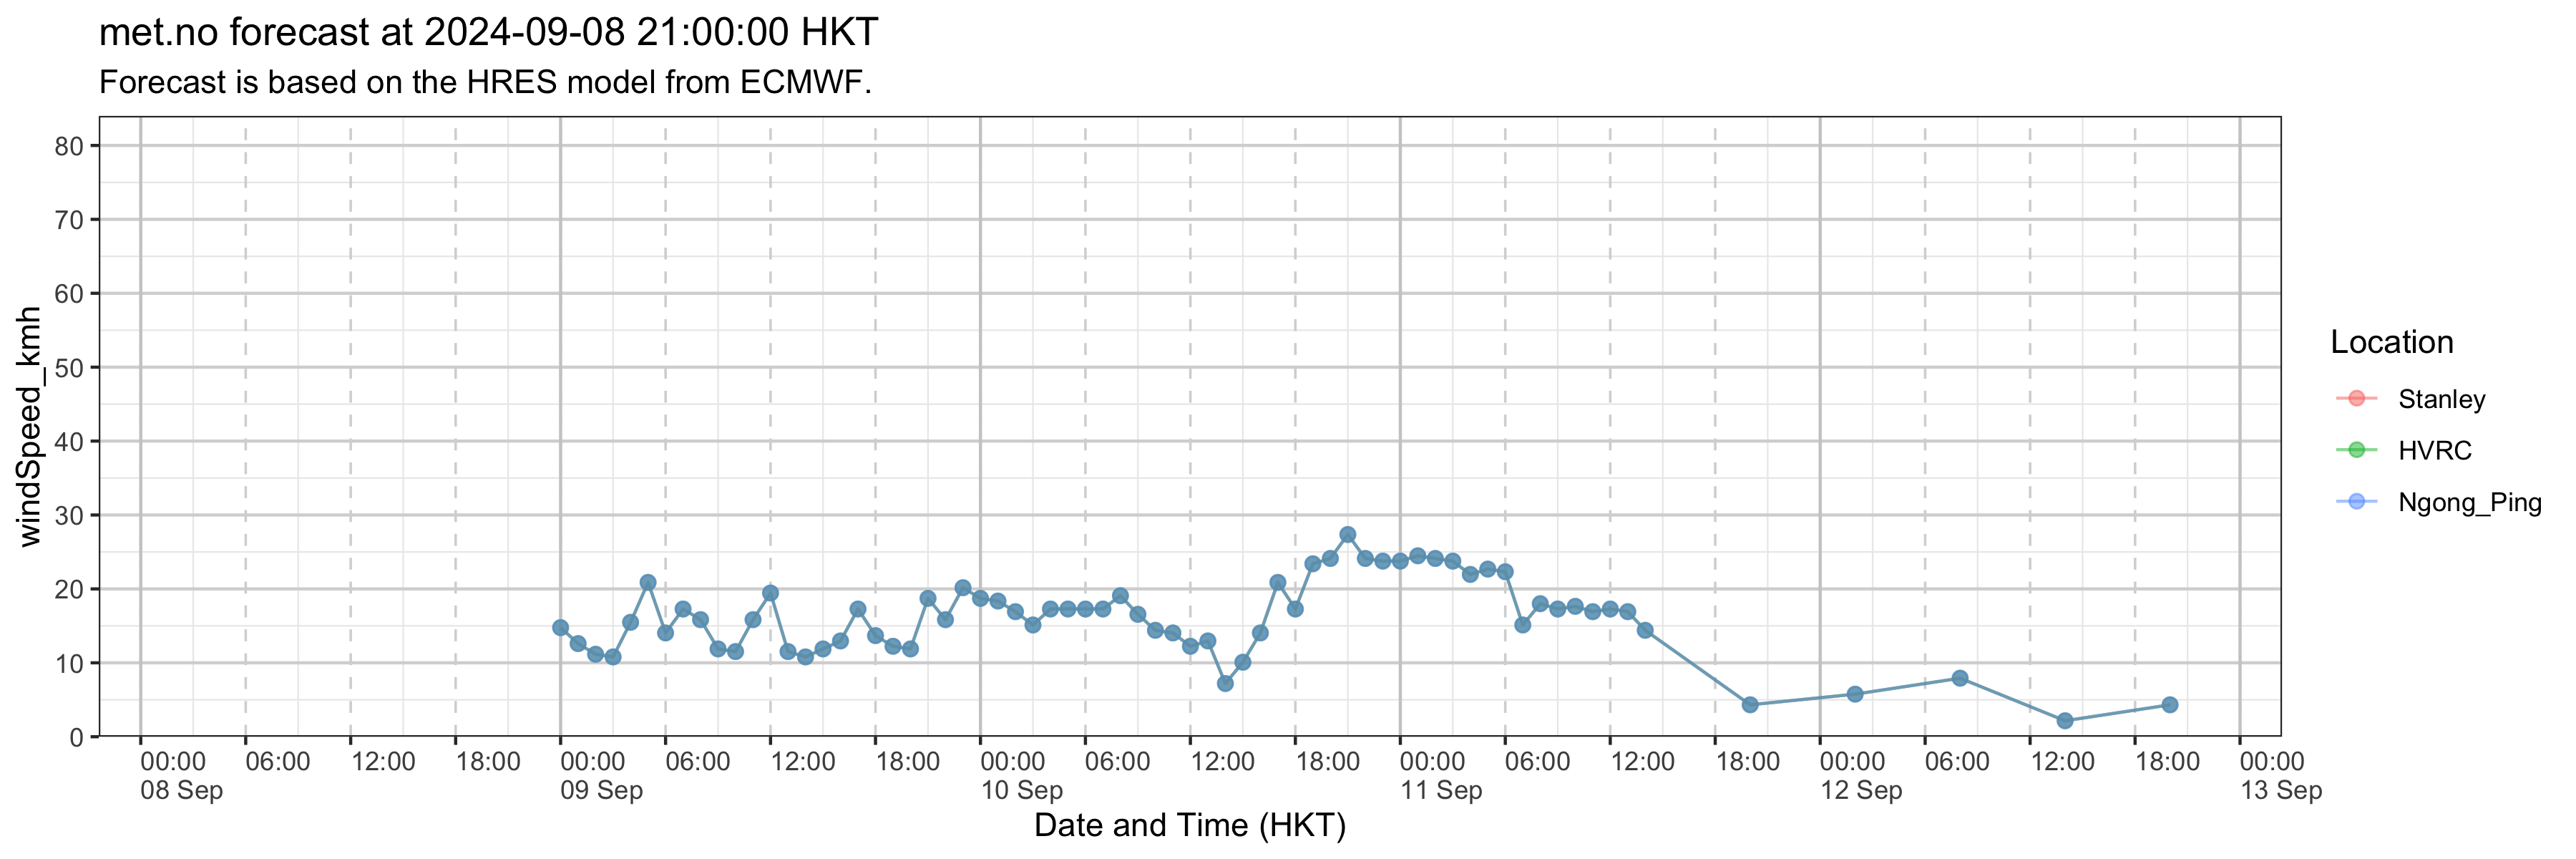 met.no forecast at 2024-09-08 21:00:00 HKT
Forecast is based on the HRES model from ECMWF.
windSpeed_kmh
80
70
60
50
40
30
20
10
0
00:00 06:00 12:00 18:00 00:00 06:00 12:00 18:00 00:00 06:00 12:00 18:00 00:00 06:00 12:00 18:00 00:00 06:00 12:00 18:00 00:00
08 Sep 09 Sep 10 Sep 11 Sep 12 Sep 13 Sep
Date and Time (HKT)
Location
Stanley
HVRC
Ngong_Ping